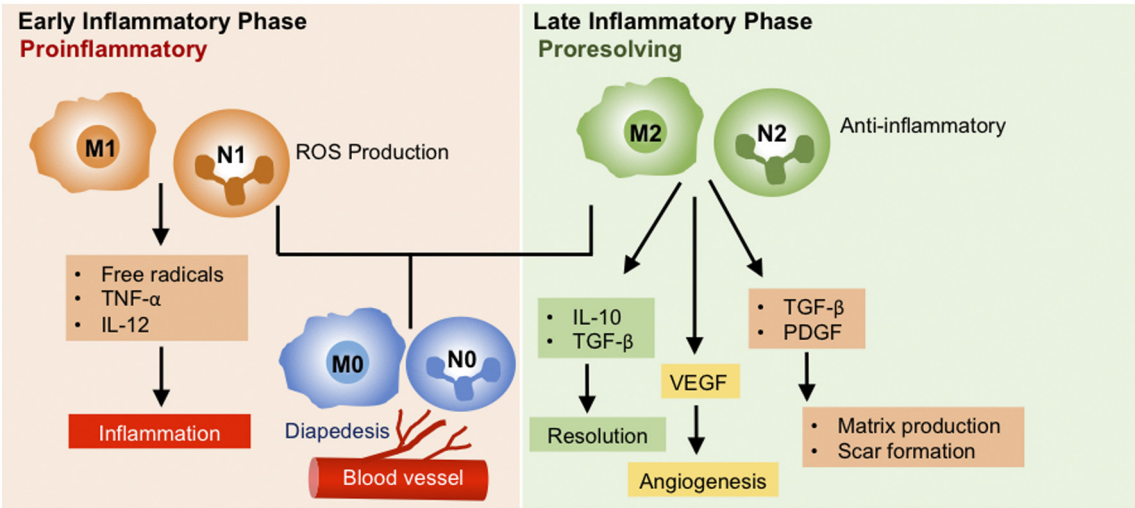 Early Inflammatory Phase
Proinflammatory
M1
N1
ROS Production
• Free radicals
• TNF-α
• IL-12
Inflammation
M0
N0
Diapedesis
Blood vessel
Late Inflammatory Phase
Proresolving
M2
N2
Anti-inflammatory
• IL-10
• TGF-β
Resolution
VEGF
Angiogenesis
• TGF-β
• PDGF
• Matrix production
• Scar formation